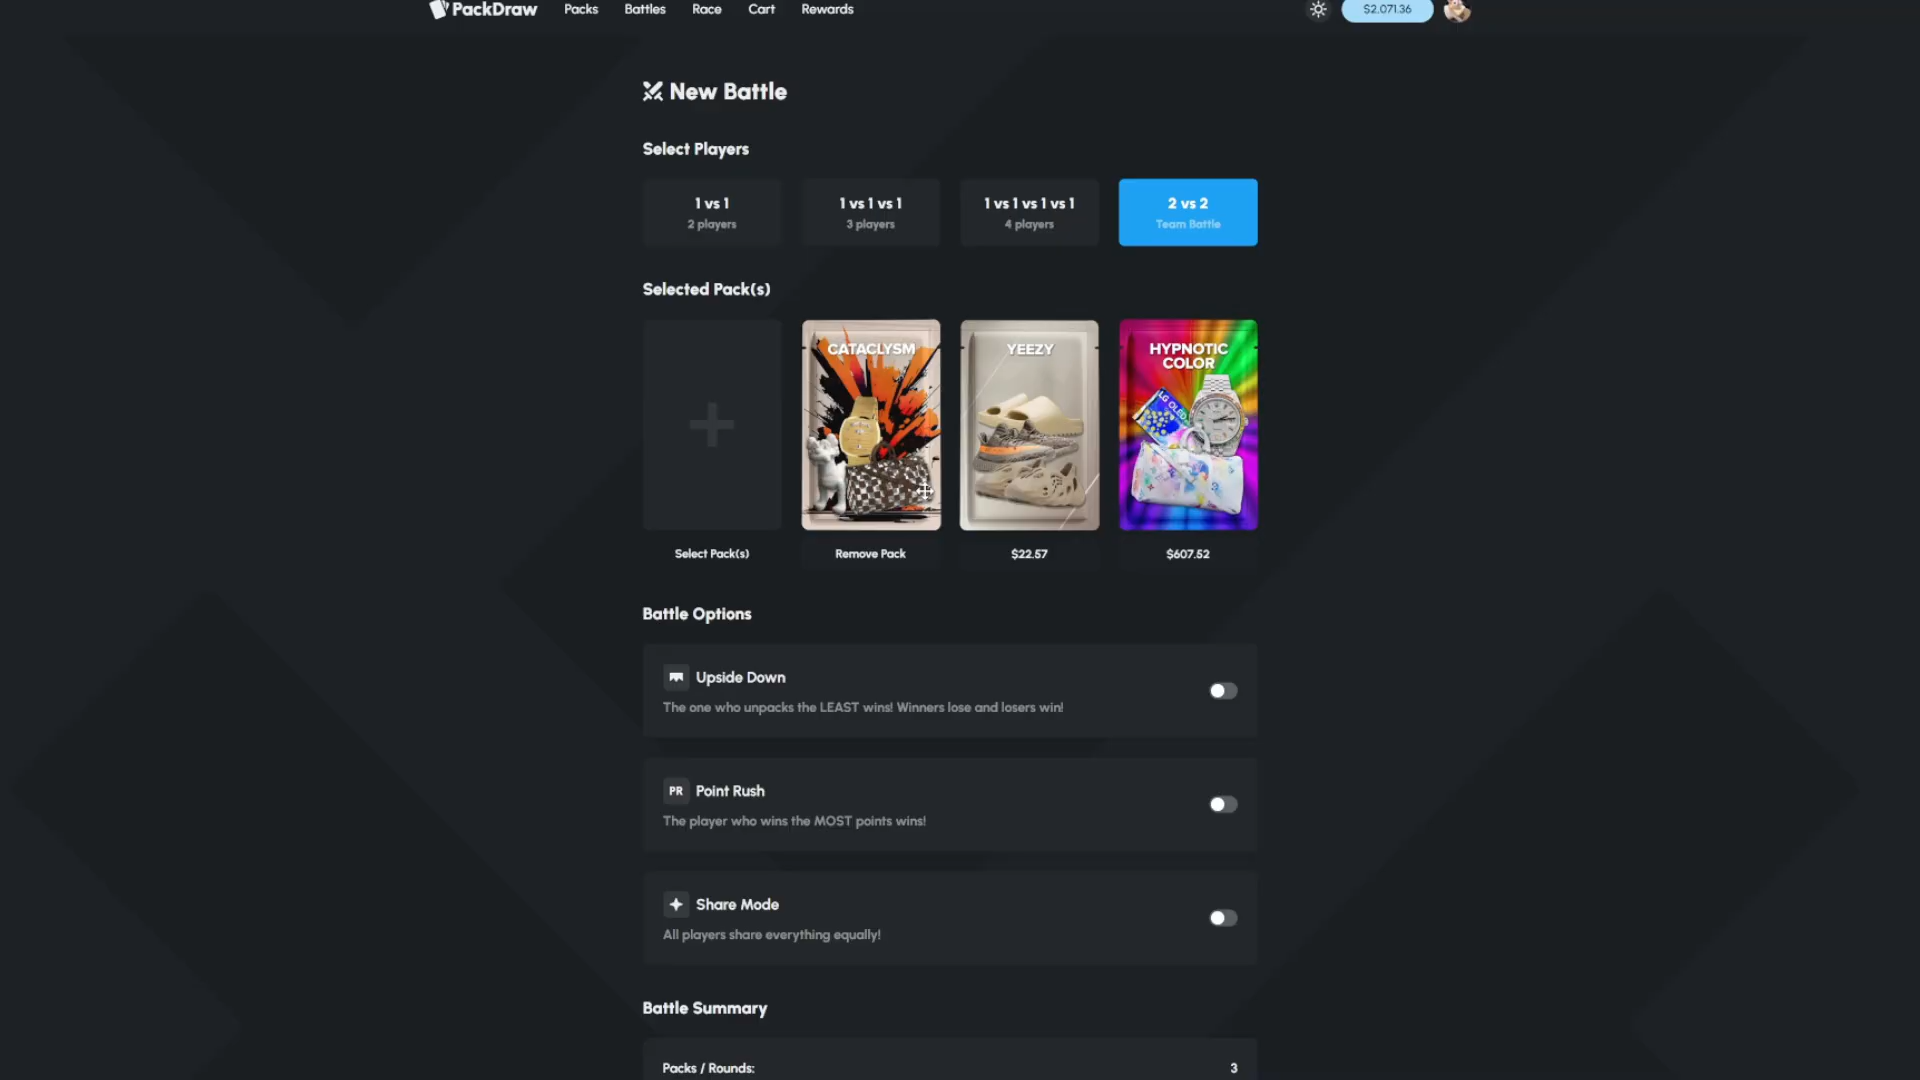 PackDraw
Packs
Battles
Race
Cart
Rewards
$2,071.36
New Battle
Select Players
1 vs 1
2 players
1 vs 1 vs 1
3 players
1 vs 1 vs 1 vs 1
4 players
2 vs 2
Team Battle
Selected Pack(s)
CATACLYSM
YEEZY
HYPNOTIC
COLOR
LG OLED
Select Pack(s)
Remove Pack
$22.57
$607.52
Battle Options
Upside Down
The one who unpacks the LEAST wins! Winners lose and losers win!
PR Point Rush
The player who wins the MOST points wins!
Share Mode
All players share everything equally!
Battle Summary
Packs / Rounds:
3